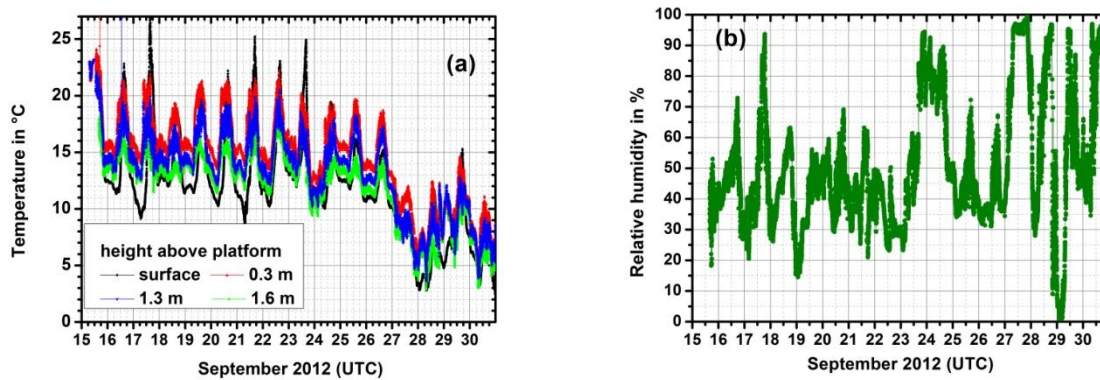 (a)
Temperature in °C
25
20
15
10
5
0
height above platform
surface 0.3 m
1.3 m 1.6 m
15 16 17 18 19 20 21 22 23 24 25 26 27 28 29 30
September 2012 (UTC)
(b)
Relative humidity in %
100
90
80
70
60
50
40
30
20
10
0
15 16 17 18 19 20 21 22 23 24 25 26 27 28 29 30
September 2012 (UTC)